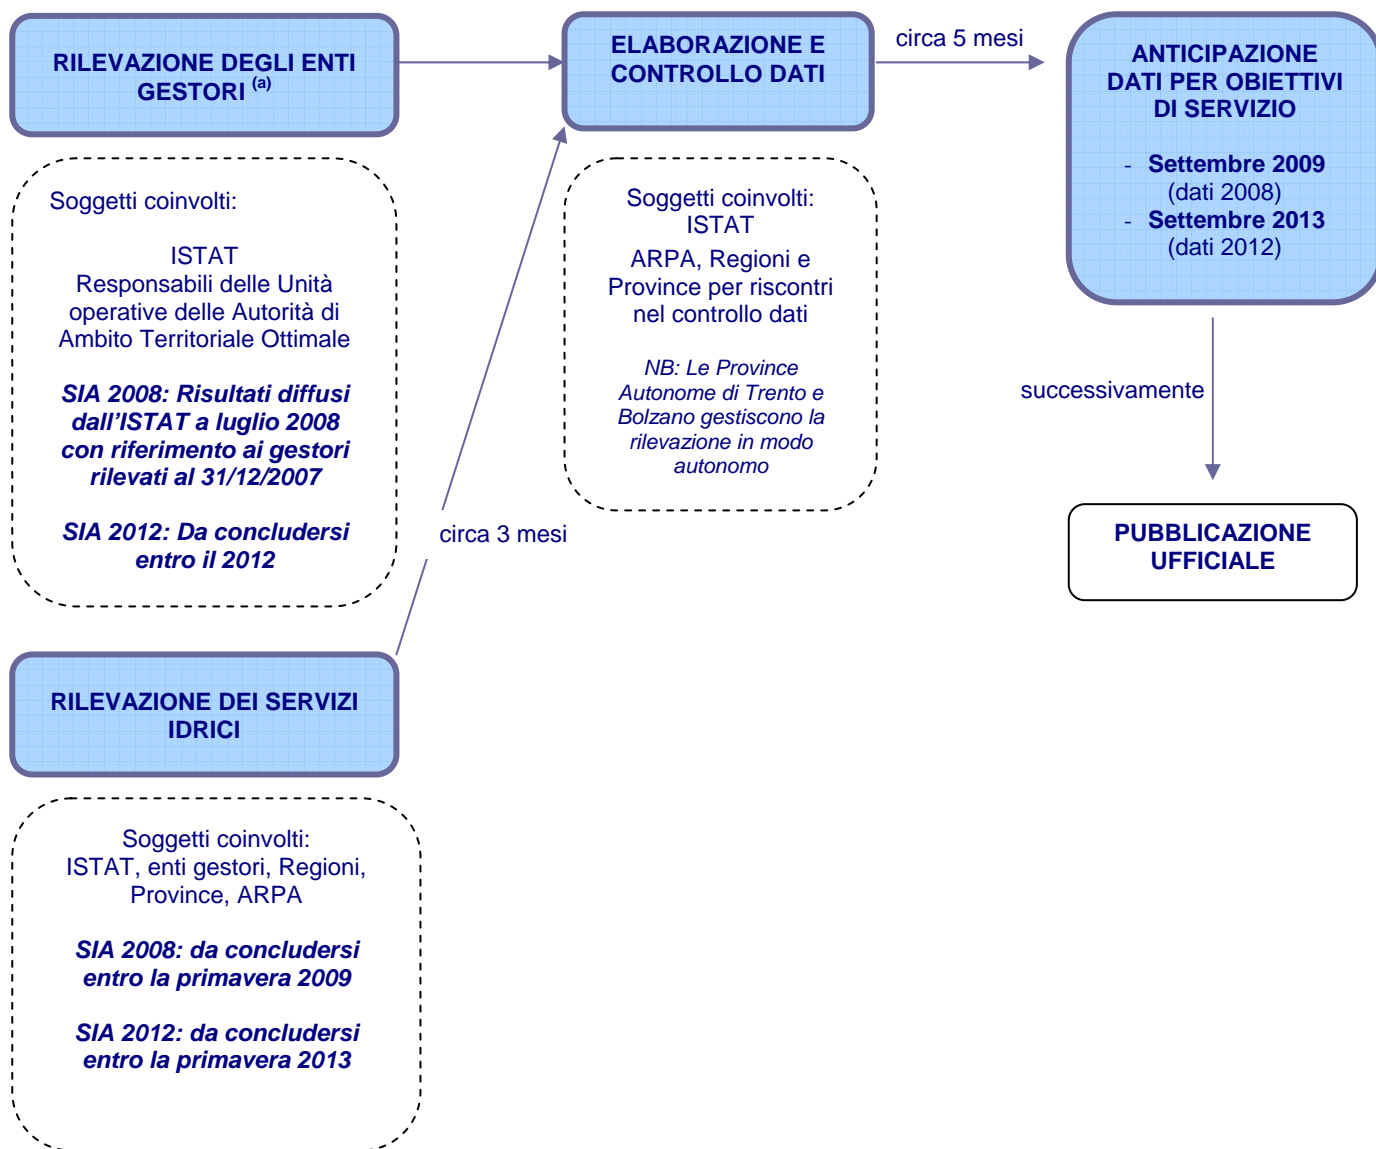 RILEVAZIONE DEGLI ENTI
GESTORI (a)
Soggetti coinvolti:
ISTAT
Responsabili delle Unità
operative delle Autorità di
Ambito Territoriale Ottimale
SIA 2008: Risultati diffusi
dall'ISTAT a luglio 2008
con riferimento ai gestori
rilevati al 31/12/2007
SIA 2012: Da concludersi
entro il 2012
RILEVAZIONE DEI SERVIZI
IDRICI
Soggetti coinvolti:
ISTAT, enti gestori, Regioni,
Province, ARPA
SIA 2008: da concludersi
entro la primavera 2009
SIA 2012: da concludersi
entro la primavera 2013
circa 3 mesi
ELABORAZIONE E
CONTROLLO DATI
Soggetti coinvolti:
ISTAT
ARPA, Regioni e
Province per riscontri
nel controllo dati
NB: Le Province
Autonome di Trento e
Bolzano gestiscono la
rilevazione in modo
autonomo
circa 5 mesi
ANTICIPAZIONE
DATI PER OBIETTIVI
DI SERVIZIO
- Settembre 2009
(dati 2008)
- Settembre 2013
(dati 2012)
successivamente
PUBBLICAZIONE
UFFICIALE